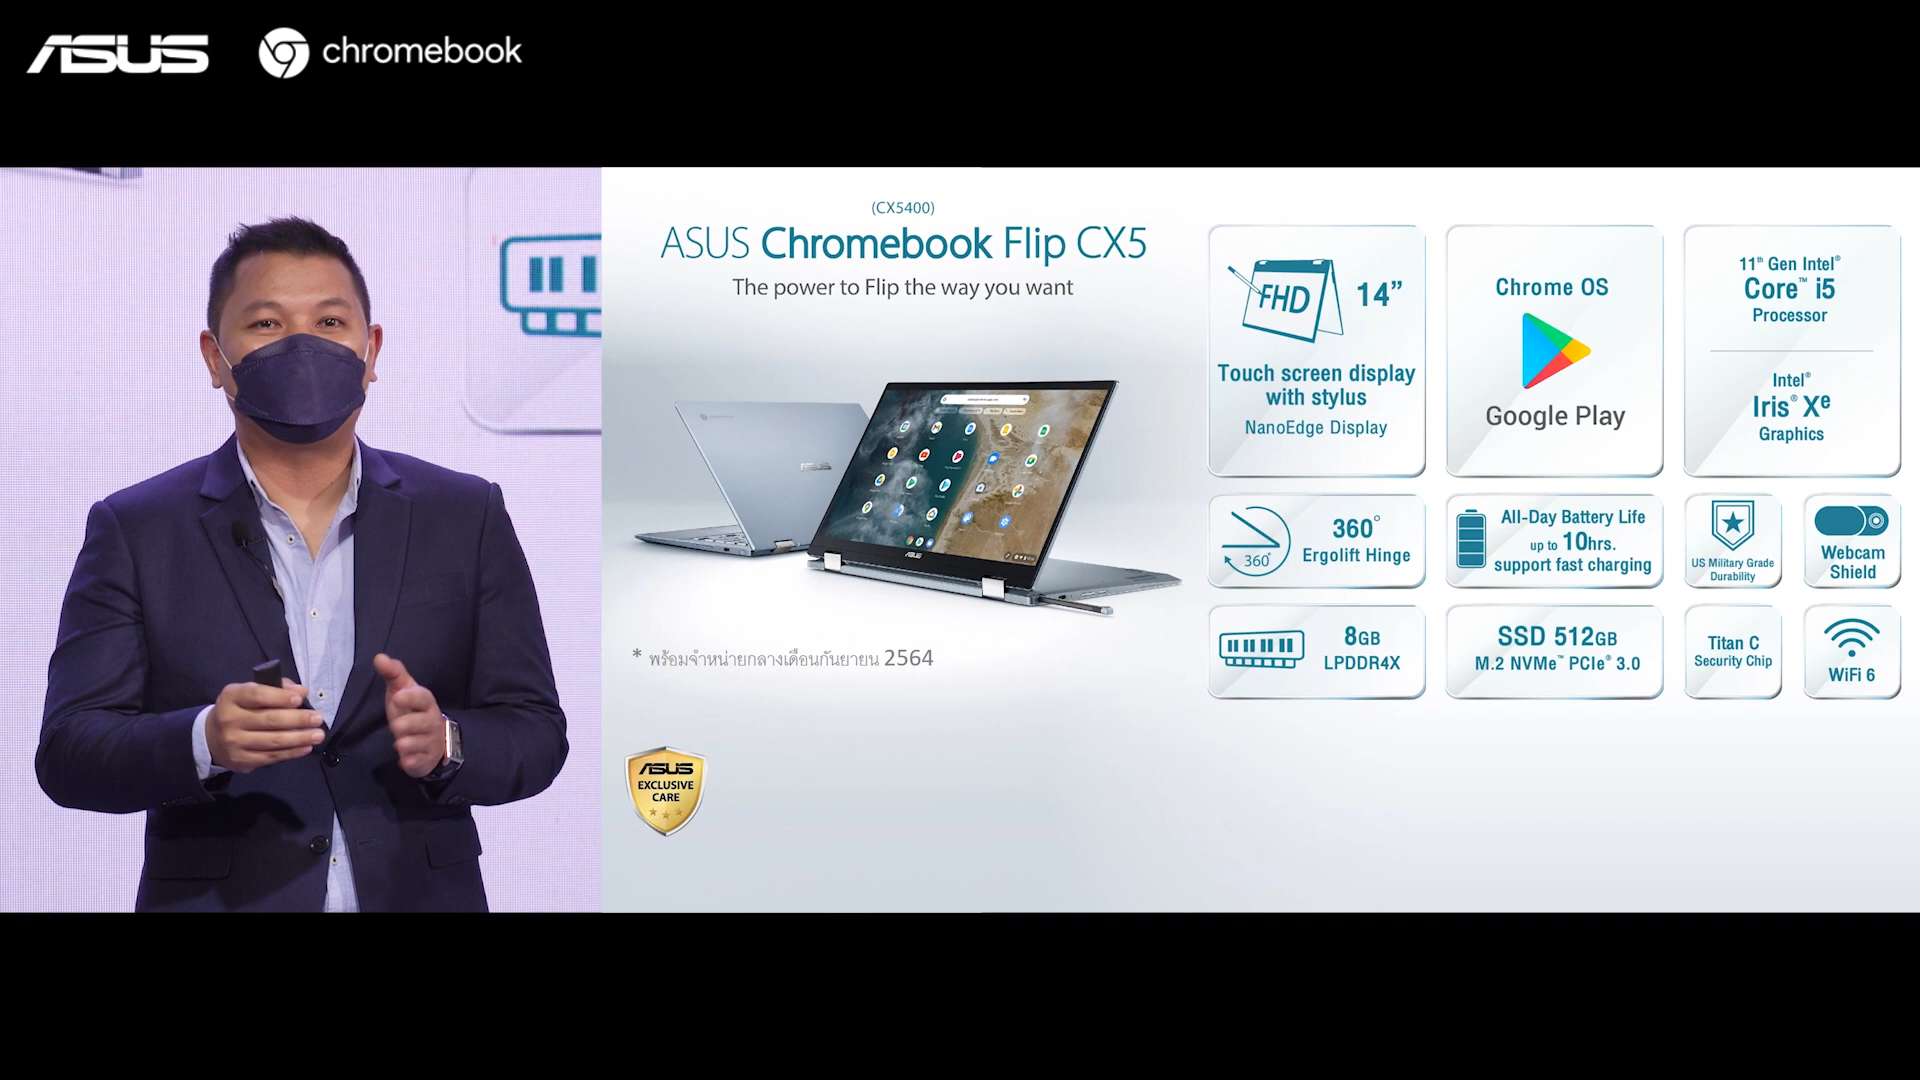 ASUS chromebook
(CX5400)
ASUS Chromebook Flip CX5
The power to Flip the way you want
ASUS
ASUS
* พร้อมจำหน่ายกลางเดือนกันยายน 2564
ASUS
EXCLUSIVE
CARE
FHD 14”
Touch screen display
with stylus
NanoEdge Display
Chrome OS
Google Play
11th Gen Intel®
Core™ i5
Processor
Intel®
Iris® Xe
Graphics
360°
360°
Ergolift Hinge
All-Day Battery Life
up to 10hrs.
support fast charging
US Military Grade
Durability
Webcam
Shield
8GB
LPDDR4X
SSD 512GB
M.2 NVMe™ PCIe® 3.0
Titan C
Security Chip
WiFi 6